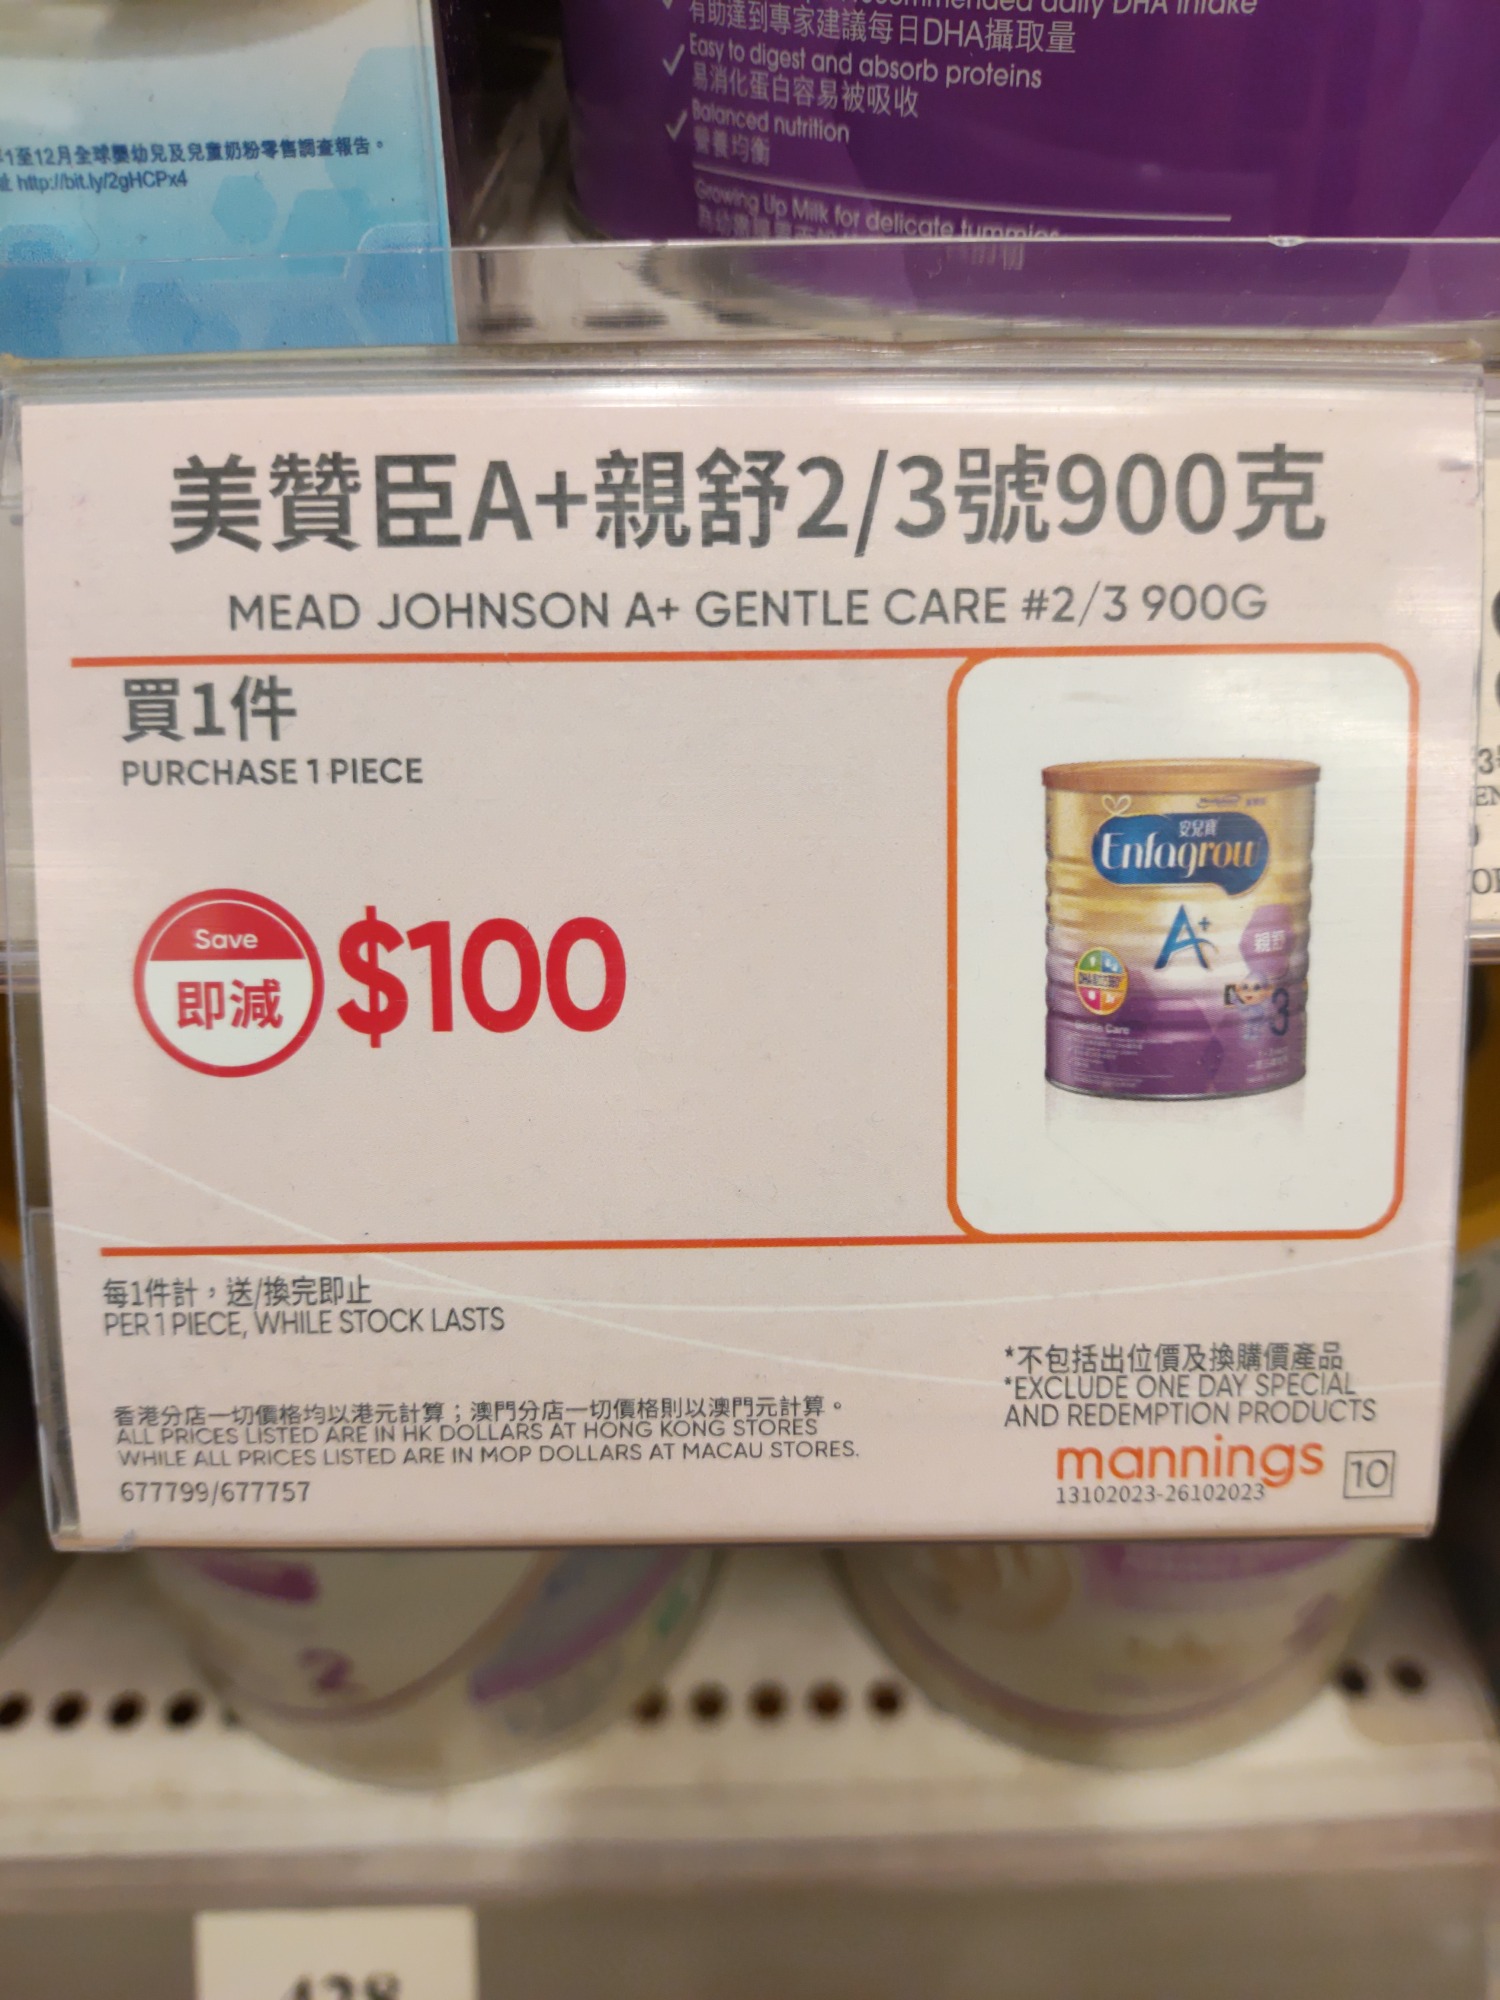 有助達到專家建議每日DHA攝取量
Easy to digest and absorb proteins
易消化蛋白容易被吸收
Balanced nutrition
營養均衡
Growing Up Milk for delicate tummies
1至12月全球嬰幼兒及兒童奶粉零售調查報告。
http://bit.ly/2gHCPx4
美贊臣A+親舒2/3號900克
MEAD JOHNSON A+ GENTLE CARE #2/3 900G
買1件
PURCHASE 1 PIECE
Save
即減
$100
安兒寶
Enfagrow
A+
親舒
3
每1件計，送/換完即止
PER 1 PIECE, WHILE STOCK LASTS
*不包括出位價及換購價產品
*EXCLUDE ONE DAY SPECIAL
AND REDEMPTION PRODUCTS
香港分店一切價格均以港元計算；澳門分店一切價格則以澳門元計算。
ALL PRICES LISTED ARE IN HK DOLLARS AT HONG KONG STORES
WHILE ALL PRICES LISTED ARE IN MOP DOLLARS AT MACAU STORES.
677799/677757
mannings
13102023-26102023
10
2